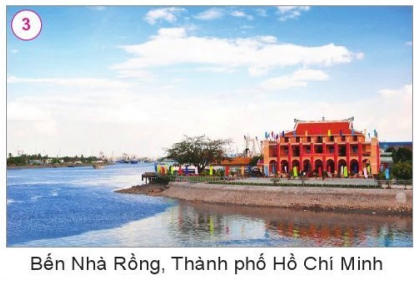 3
Bến Nhà Rồng, Thành phố Hồ Chí Minh